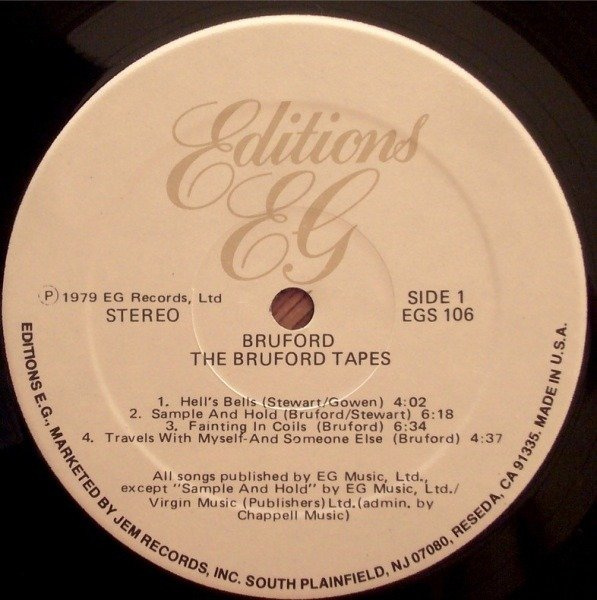 Editions
EG
Ⓟ 1979 EG Records, Ltd
STEREO
SIDE 1
EGS 106
BRUFORD
THE BRUFORD TAPES
1. Hell's Bells (Stewart/Gowen) 4:02
2. Sample And Hold (Bruford/Stewart) 6:18
3. Fainting In Coils (Bruford) 6:34
4. Travels With Myself-And Someone Else (Bruford) 4:37
All songs published by EG Music, Ltd.,
except "Sample And Hold" by EG Music, Ltd./
Virgin Music (Publishers) Ltd. (admin. by
Chappell Music)
EDITIONS E.G., MARKETED BY JEM RECORDS, INC. SOUTH PLAINFIELD, NJ 07080, RESEDA, CA 91335. MADE IN U.S.A.